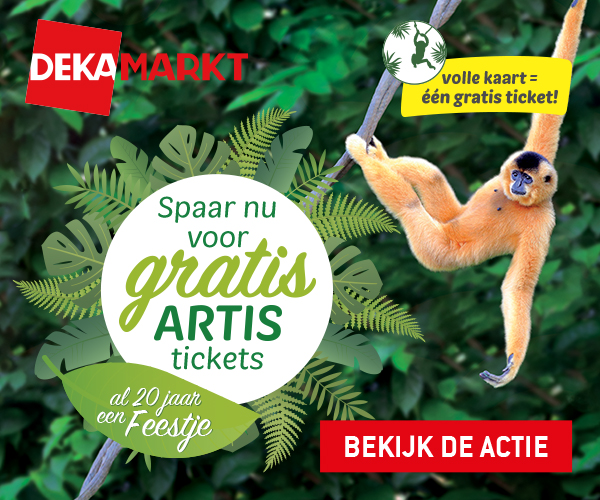 DEKAMARKT
volle kaart =
één gratis ticket!
Spaar nu
voor
gratis
ARTIS
tickets
al 20 jaar
een Feestje
BEKIJK DE ACTIE